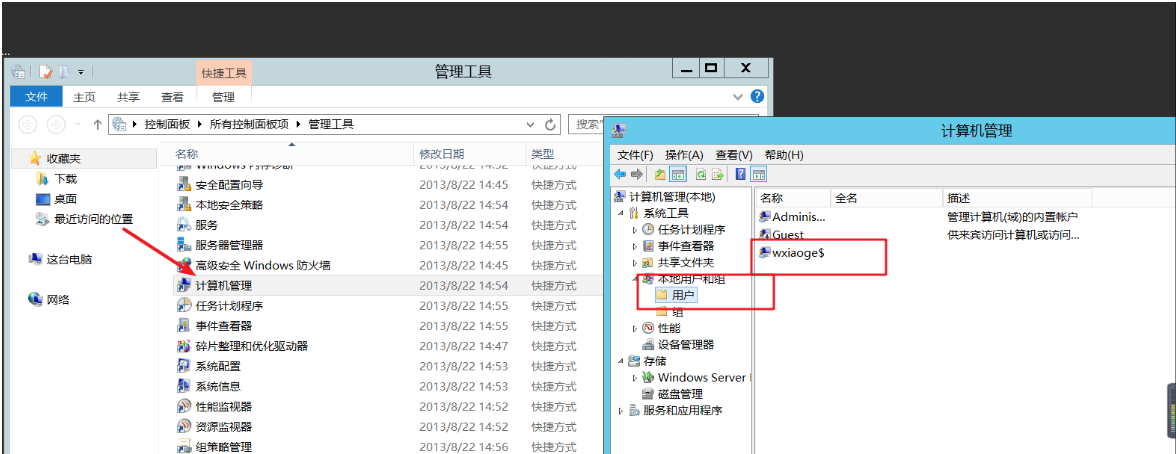 ...
快捷工具
管理工具
文件
主页
共享
查看
管理
控制面板
所有控制面板项
管理工具
搜索"
收藏夹
下载
桌面
最近访问的位置
这台电脑
网络
名称 修改日期 类型
Windows 内存诊断 2013/8/22 14:52 快捷方式
安全配置向导 2013/8/22 14:45 快捷方式
本地安全策略 2013/8/22 14:54 快捷方式
服务 2013/8/22 14:54 快捷方式
服务器管理器 2013/8/22 14:55 快捷方式
高级安全 Windows 防火墙 2013/8/22 14:45 快捷方式
计算机管理 2013/8/22 14:54 快捷方式
任务计划程序 2013/8/22 14:55 快捷方式
事件查看器 2013/8/22 14:55 快捷方式
碎片整理和优化驱动器 2013/8/22 14:47 快捷方式
系统配置 2013/8/22 14:53 快捷方式
系统信息 2013/8/22 14:53 快捷方式
性能监视器 2013/8/22 14:52 快捷方式
资源监视器 2013/8/22 14:52 快捷方式
组策略管理 2013/8/22 14:56 快捷方式
计算机管理
文件(F) 操作(A) 查看(V) 帮助(H)
计算机管理(本地)
系统工具
任务计划程序
事件查看器
共享文件夹
本地用户和组
用户
组
性能
设备管理器
存储
Windows Server
磁盘管理
服务和应用程序
名称 全名 描述
Adminis... 管理计算机(域)的内置帐户
Guest 供来宾访问计算机或访问...
wxiaoge$